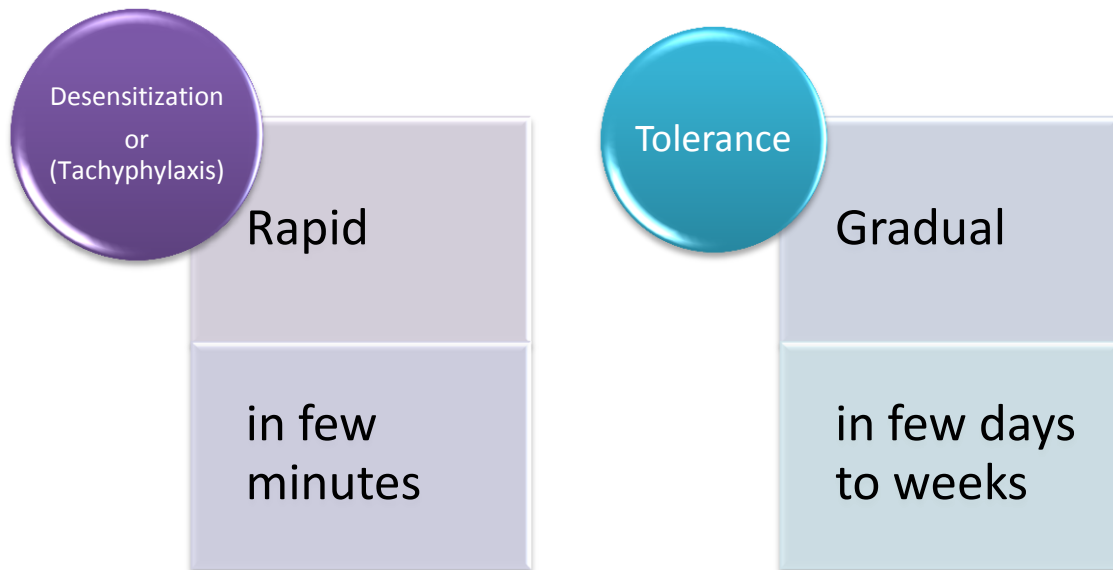 Desensitization
or
(Tachyphylaxis)
Rapid
in few
minutes
Tolerance
Gradual
in few days
to weeks